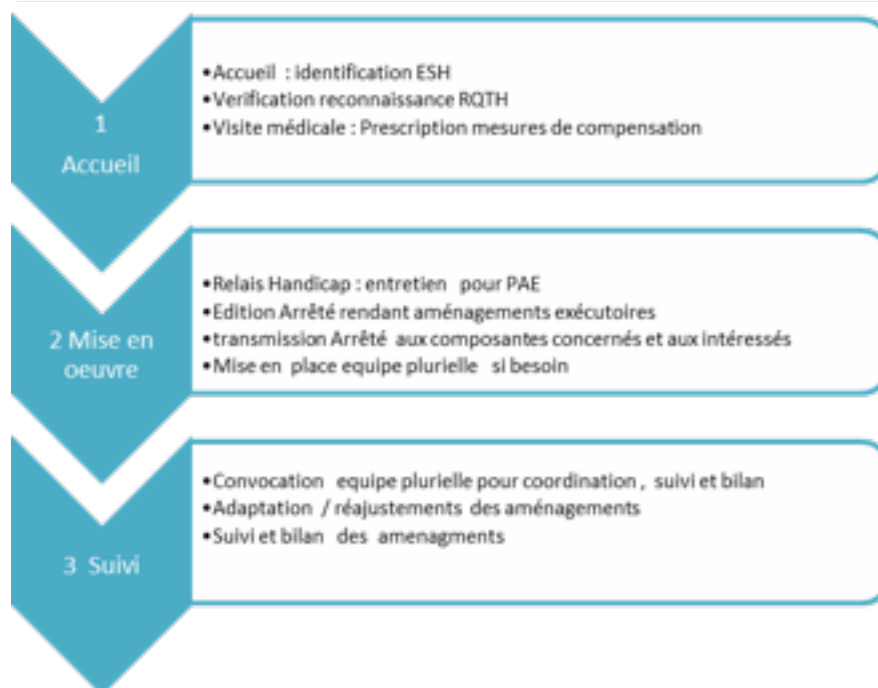 1
Accueil
•Accueil : identification ESH
•Verification reconnaissance RQTH
•Visite médicale : Prescription mesures de compensation
2 Mise en
oeuvre
•Relais Handicap : entretien pour PAE
•Edition Arrêté rendant aménagements exécutoires
•transmission Arrêté aux composantes concernés et aux intéressés
•Mise en place equipe plurielle si besoin
3 Suivi
•Convocation equipe plurielle pour coordination , suivi et bilan
•Adaptation / réajustements des aménagements
•Suivi et bilan des amenagments